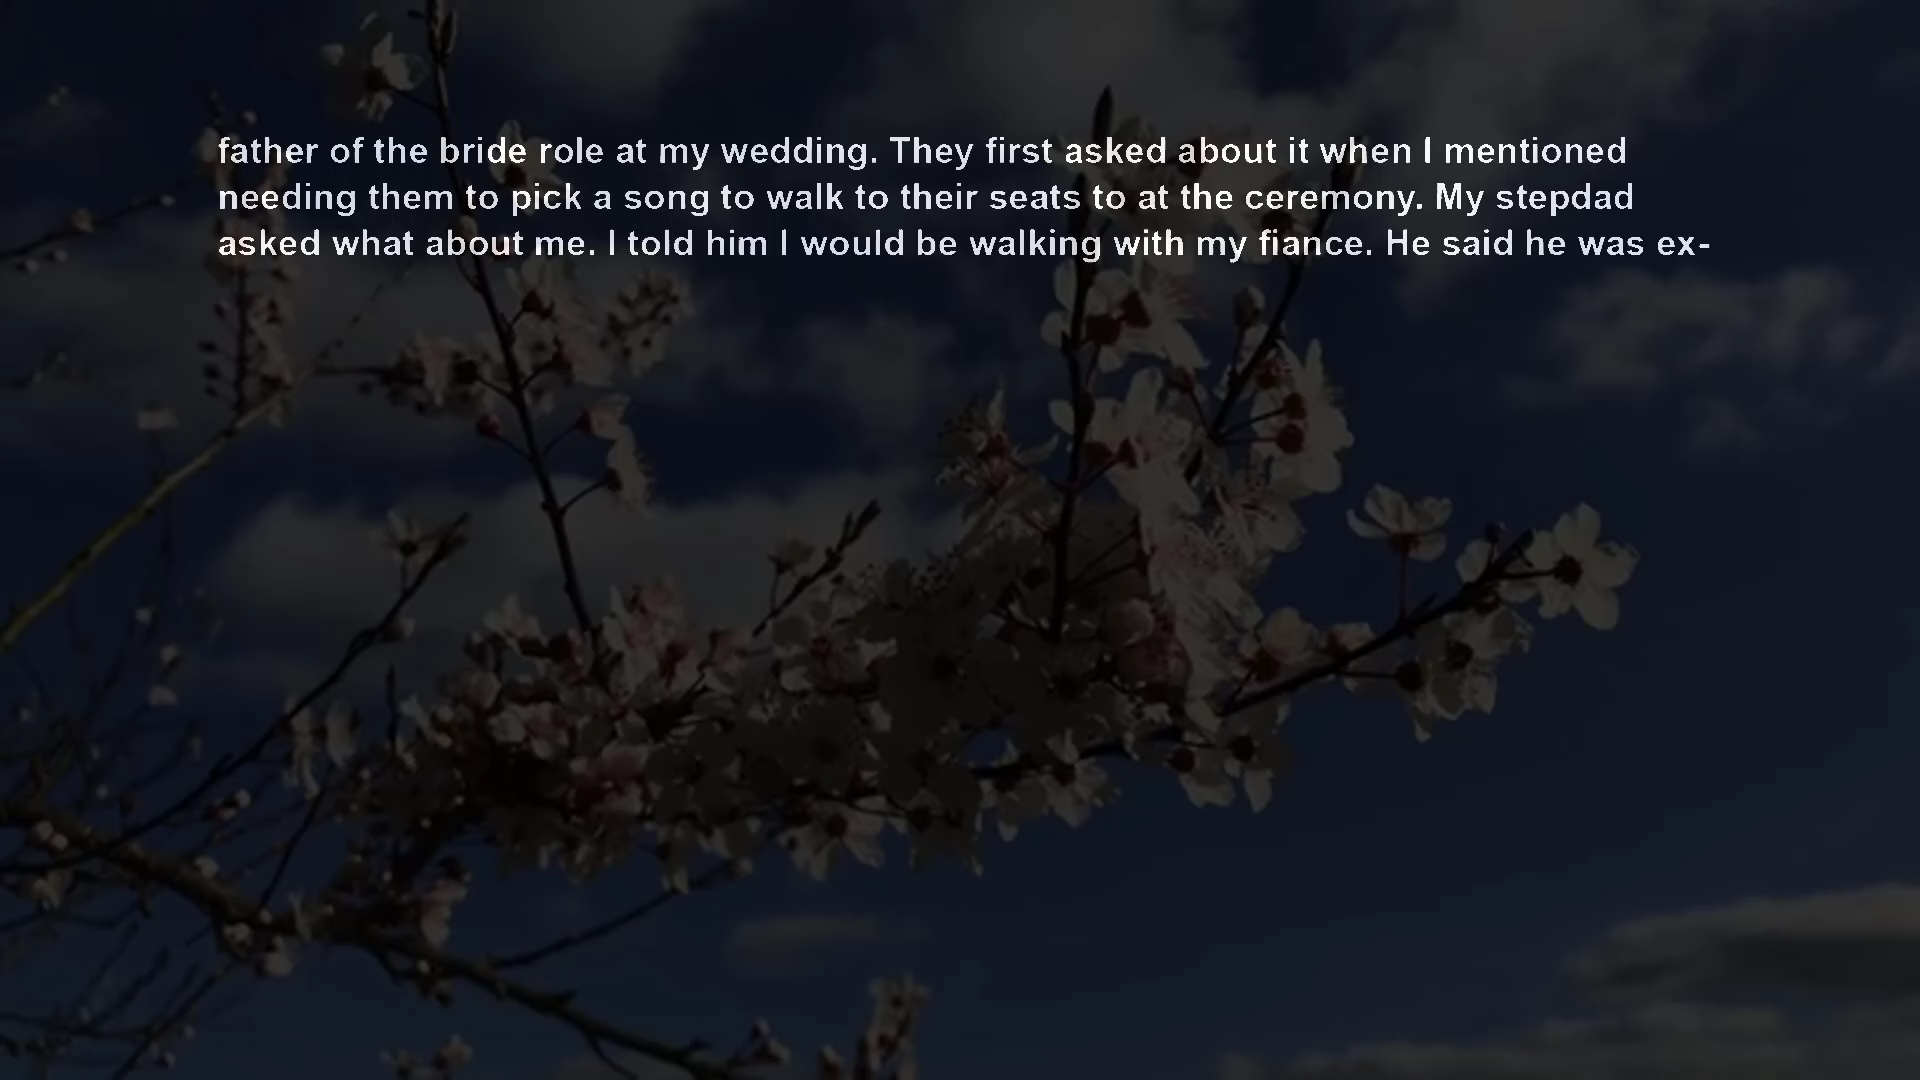 father of the bride role at my wedding. They first asked about it when I mentioned
needing them to pick a song to walk to their seats to at the ceremony. My stepdad
asked what about me. I told him I would be walking with my fiance. He said he was ex-